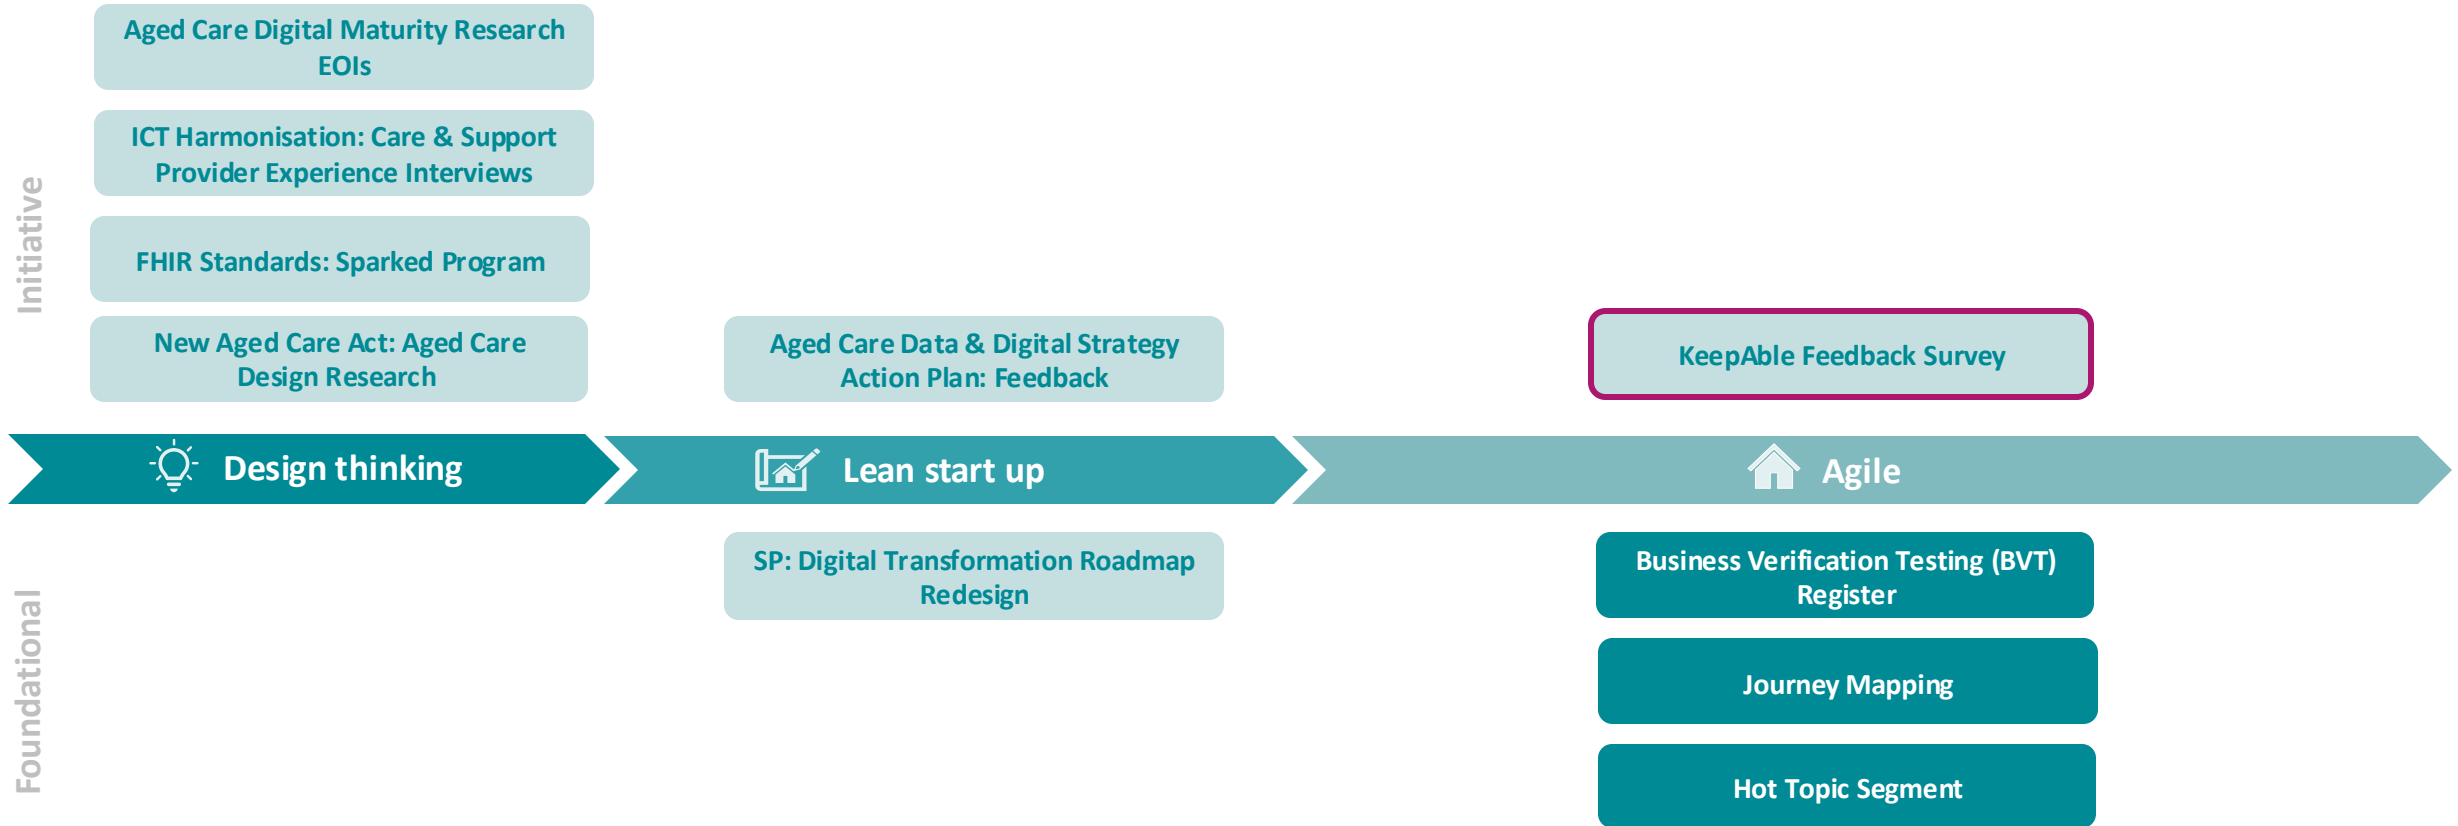 Initiative
Aged Care Digital Maturity Research
EOIs
ICT Harmonisation: Care & Support
Provider Experience Interviews
FHIR Standards: Sparked Program
New Aged Care Act: Aged Care
Design Research
Aged Care Data & Digital Strategy
Action Plan: Feedback
KeepAble Feedback Survey
Design thinking
Lean start up
Agile
Foundational
SP: Digital Transformation Roadmap
Redesign
Business Verification Testing (BVT)
Register
Journey Mapping
Hot Topic Segment